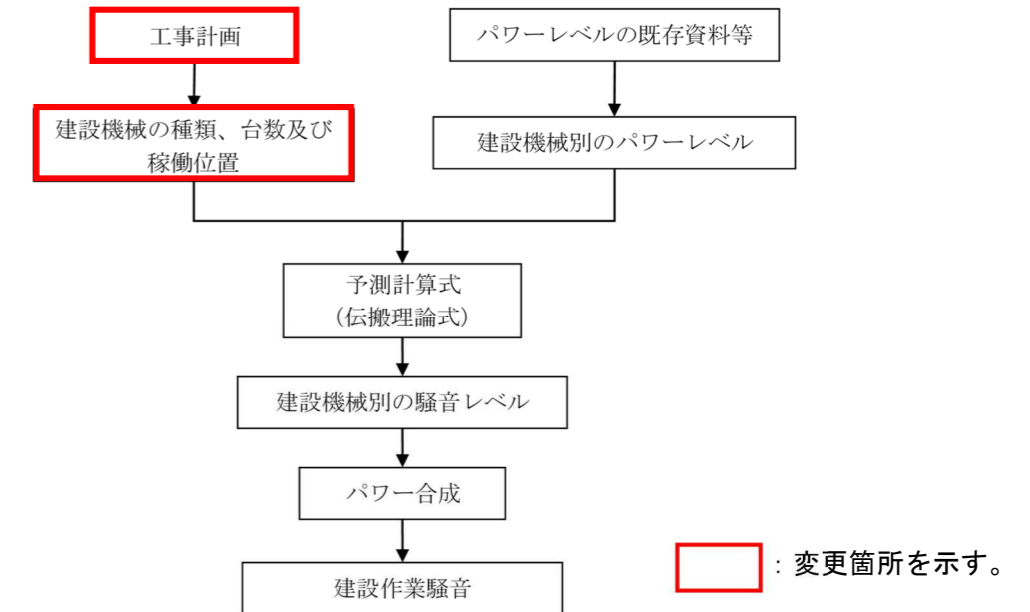 工事計画
パワーレベルの既存資料等
建設機械の種類、台数及び
稼働位置
建設機械別のパワーレベル
予測計算式
（伝搬理論式）
建設機械別の騒音レベル
パワー合成
建設作業騒音
：変更箇所を示す。